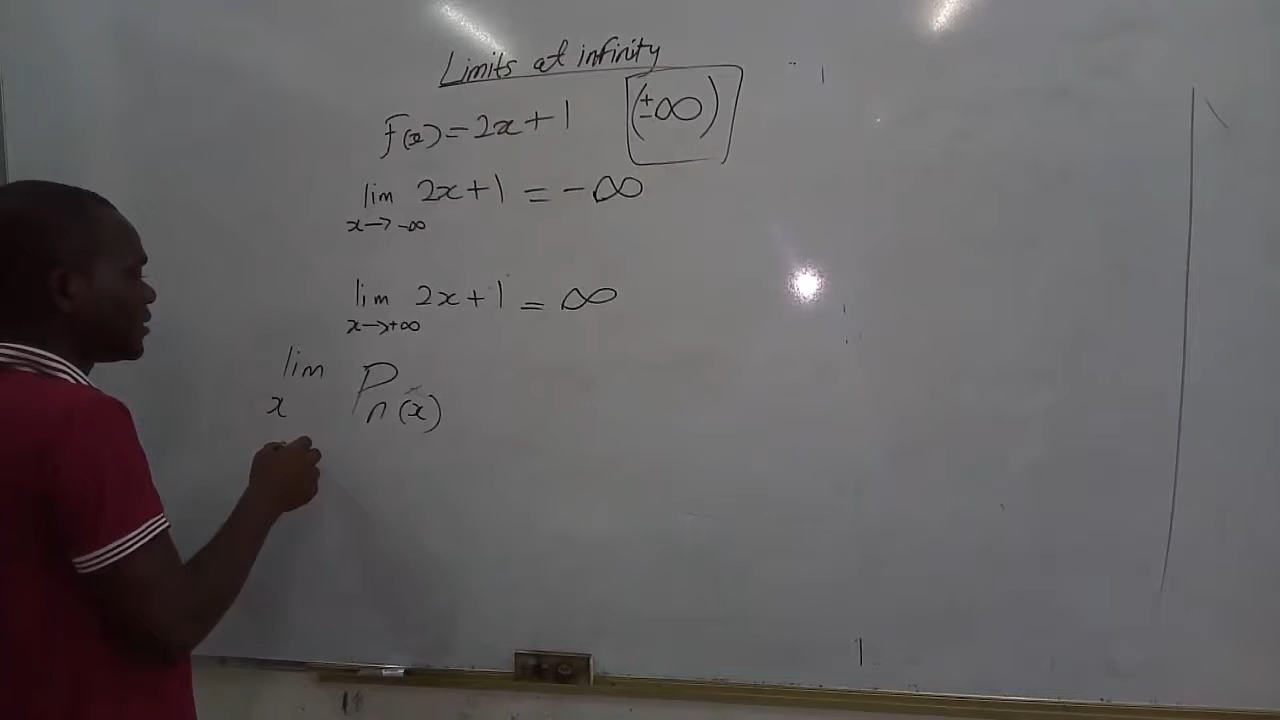 Limits at infinity
f(x) = 2x + 1 (±∞)
lim 2x + 1 = -∞
x → -∞
lim 2x + 1 = ∞
x → +∞
lim Pn(x)
x